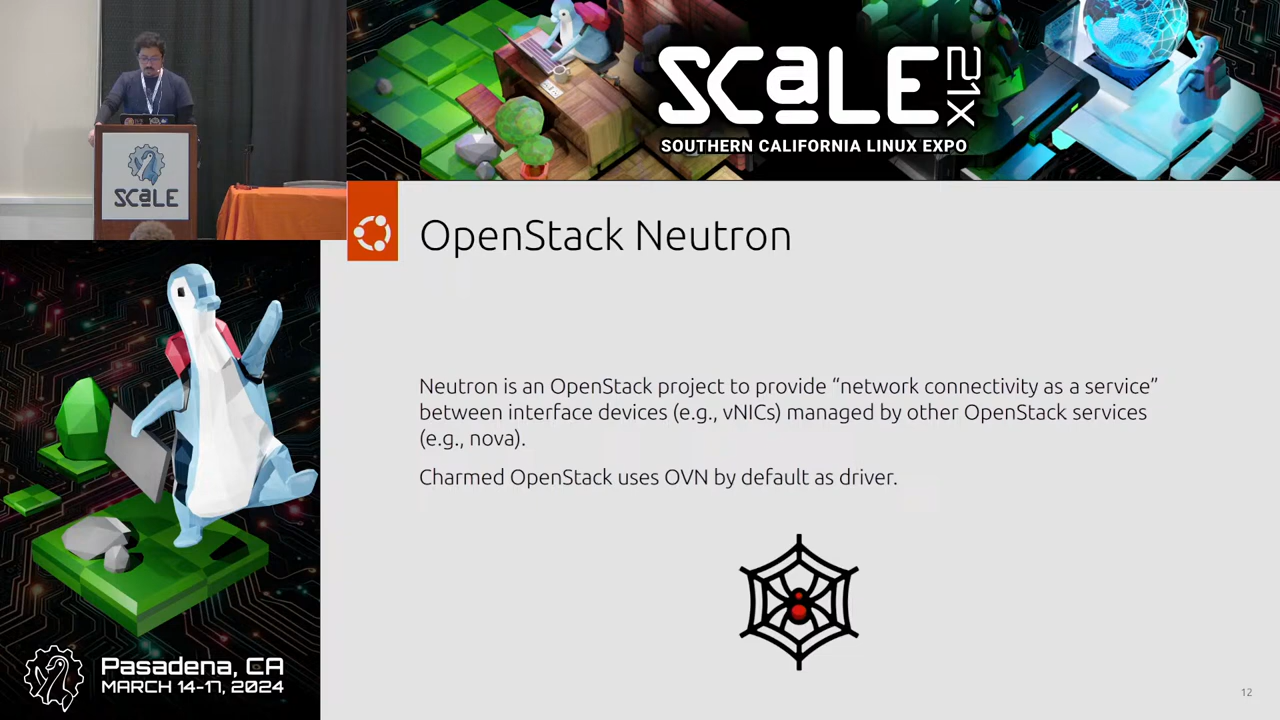 SCALE
SCaLE 21X
SOUTHERN CALIFORNIA LINUX EXPO
OpenStack Neutron
Neutron is an OpenStack project to provide “network connectivity as a service”
between interface devices (e.g., vNICs) managed by other OpenStack services
(e.g., nova).
Charmed OpenStack uses OVN by default as driver.
Pasadena, CA
MARCH 14-17, 2024
12